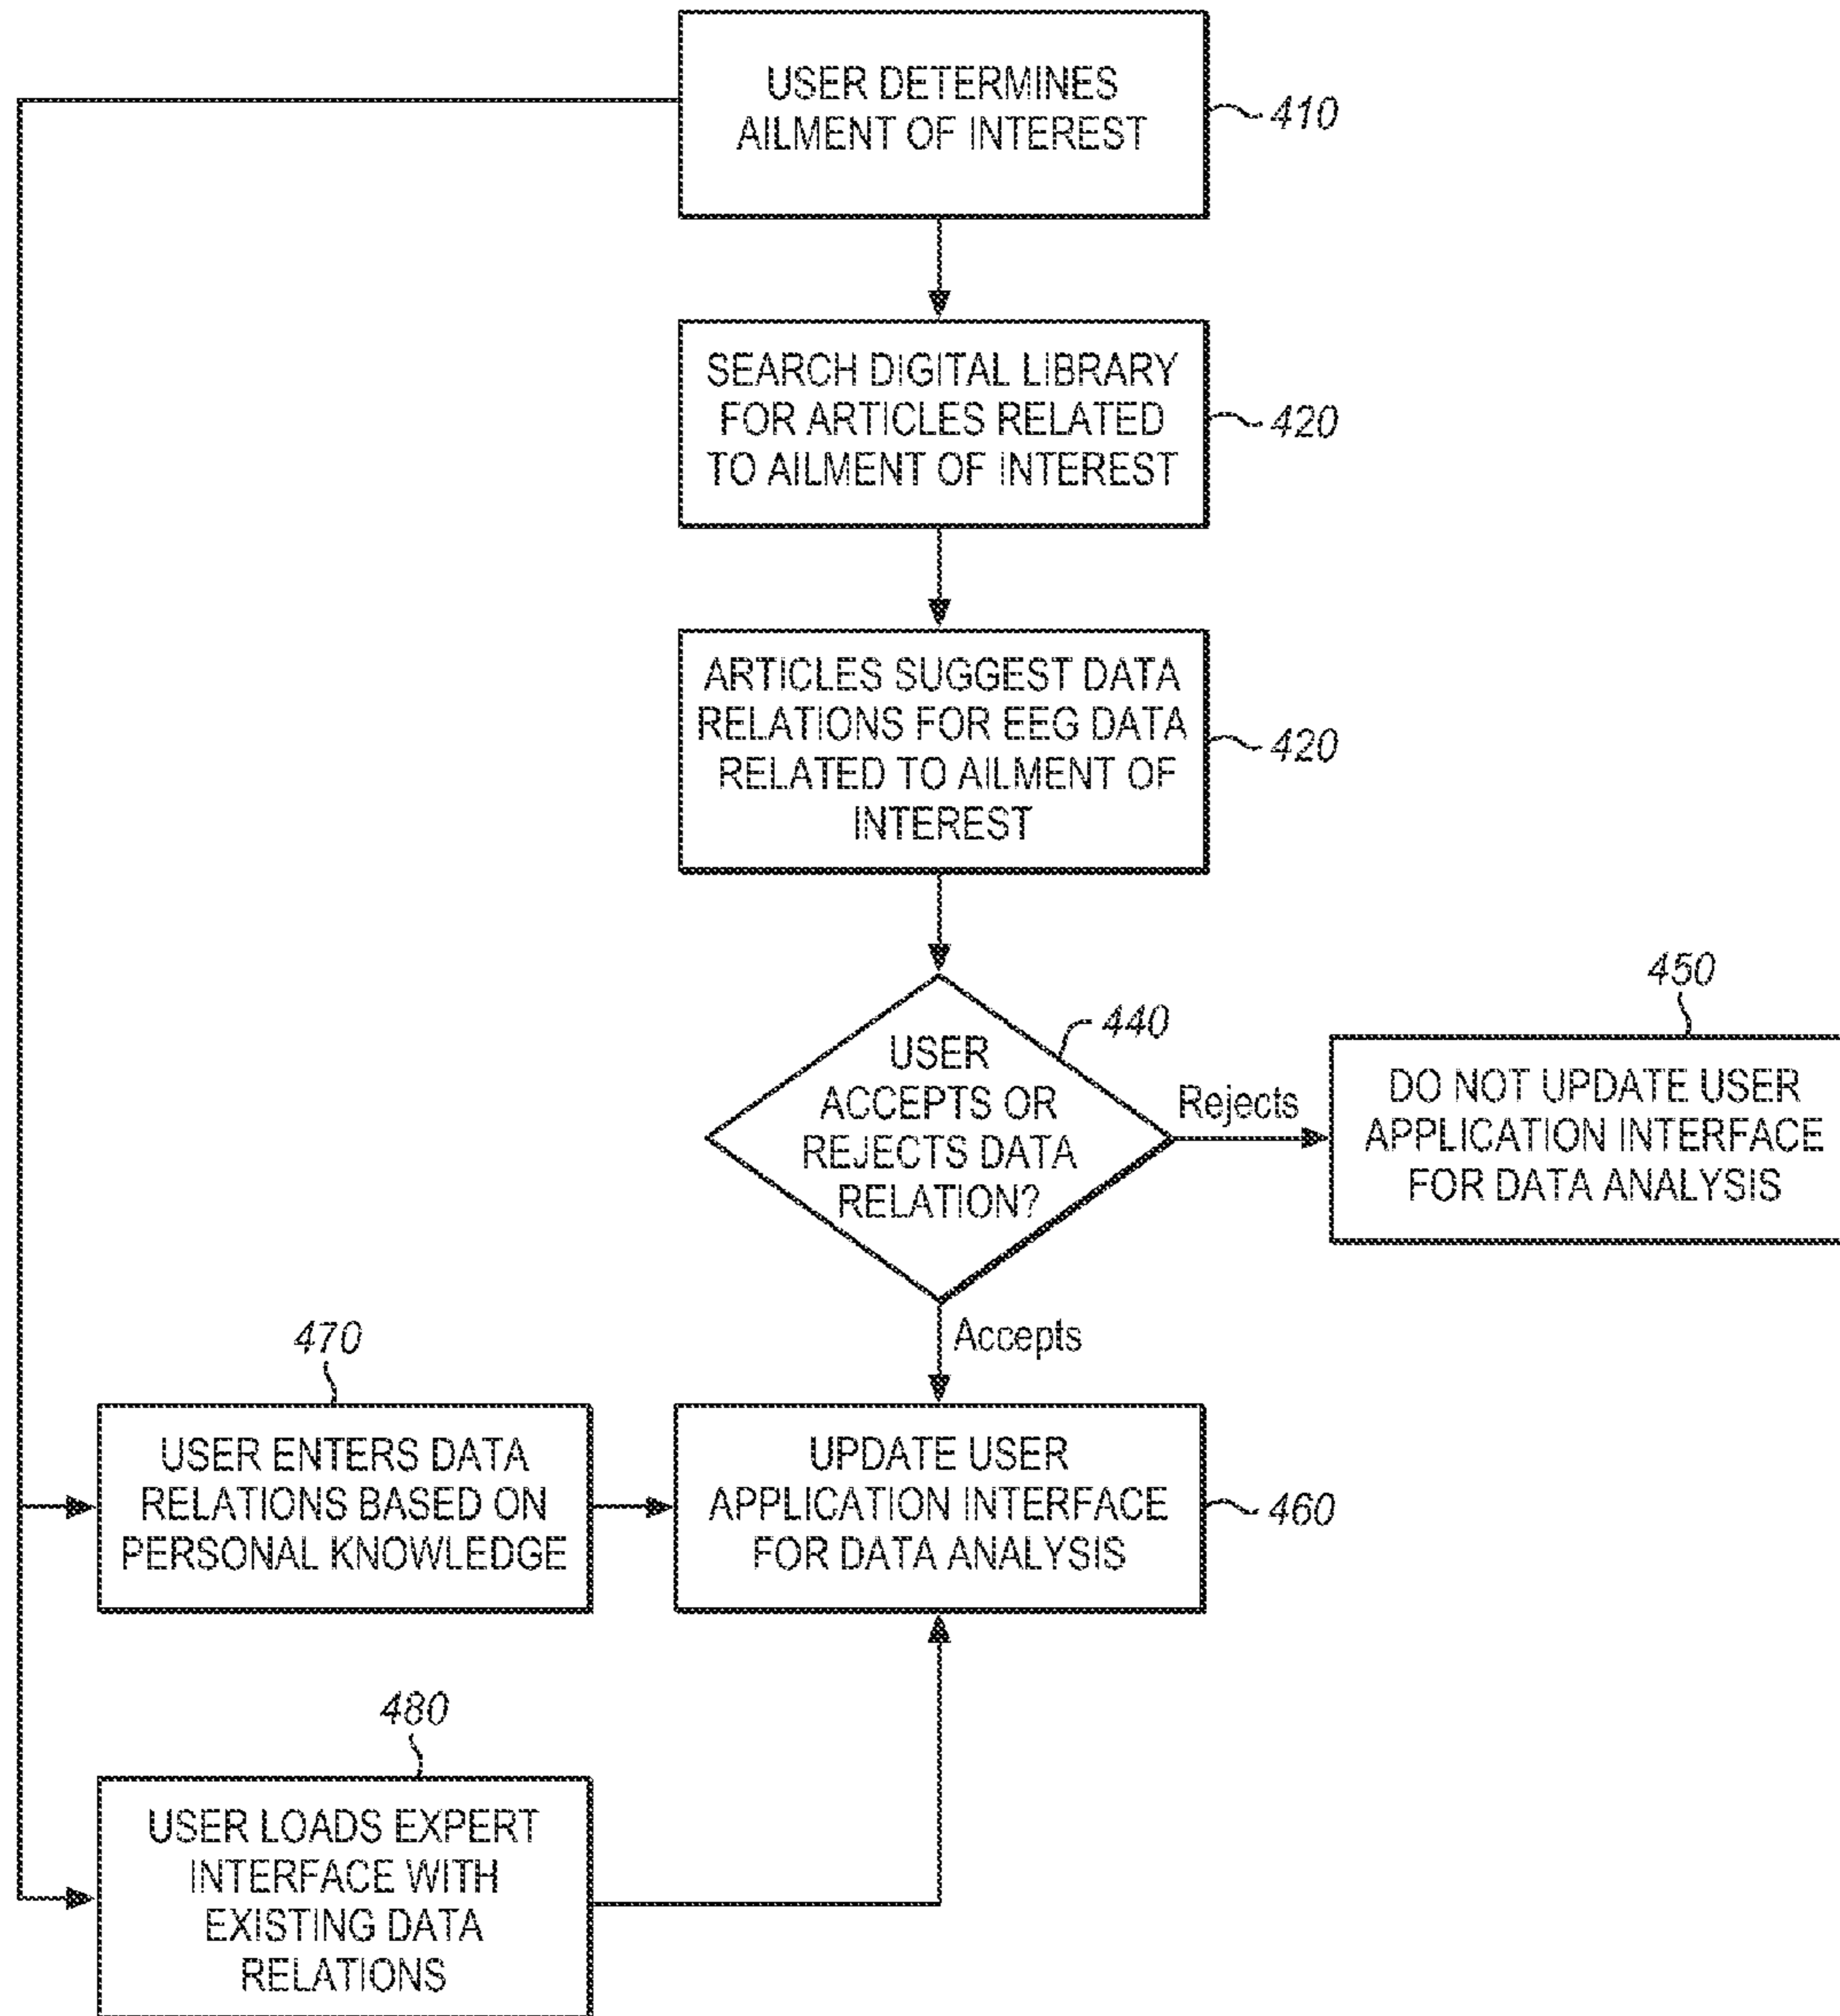 USER DETERMINES
AILMENT OF INTEREST
410
SEARCH DIGITAL LIBRARY
FOR ARTICLES RELATED
TO AILMENT OF INTEREST
420
ARTICLES SUGGEST DATA
RELATIONS FOR EEG DATA
RELATED TO AILMENT OF
INTEREST
420
440
USER
ACCEPTS OR
REJECTS DATA
RELATION?
Rejects
450
DO NOT UPDATE USER
APPLICATION INTERFACE
FOR DATA ANALYSIS
Accepts
470
USER ENTERS DATA
RELATIONS BASED ON
PERSONAL KNOWLEDGE
UPDATE USER
APPLICATION INTERFACE
FOR DATA ANALYSIS
460
480
USER LOADS EXPERT
INTERFACE WITH
EXISTING DATA
RELATIONS